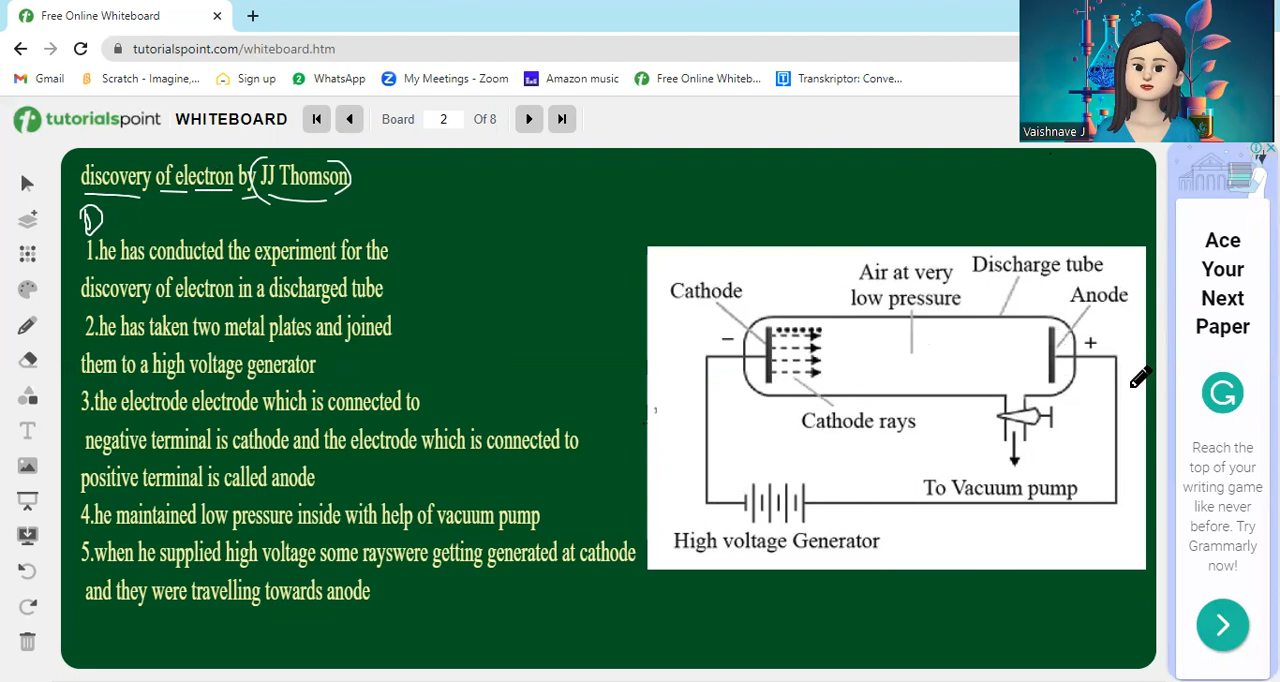 Free Online Whiteboard
tutorialspoint.com/whiteboard.htm
Gmail Scratch - Imagine,... Sign up WhatsApp My Meetings - Zoom Amazon music Free Online Whiteb... Transkriptor: Conve...
Vaishnave J
tutorialspoint WHITEBOARD Board 2 Of 8
discovery of electron by JJ Thomson
1.he has conducted the experiment for the
discovery of electron in a discharged tube
2.he has taken two metal plates and joined
them to a high voltage generator
3.the electrode electrode which is connected to
negative terminal is cathode and the electrode which is connected to
positive terminal is called anode
4.he maintained low pressure inside with help of vacuum pump
5.when he supplied high voltage some rayswere getting generated at cathode
and they were travelling towards anode
Cathode
Air at very
low pressure
Discharge tube
Anode
−
+
Cathode rays
To Vacuum pump
High voltage Generator
Ace
Your
Next
Paper
Reach the
top of your
writing game
like never
before. Try
Grammarly
now!